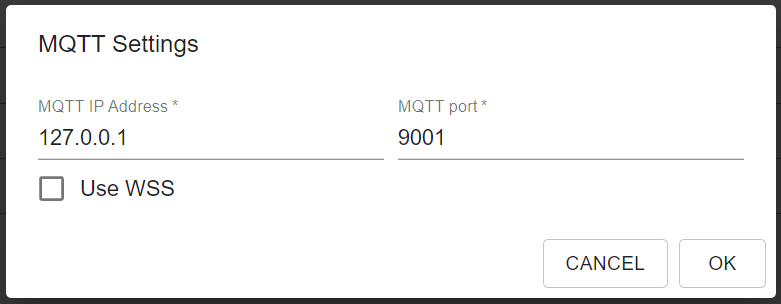 MQTT Settings
MQTT IP Address * MQTT port *
127.0.0.1 9001
Use WSS
CANCEL OK